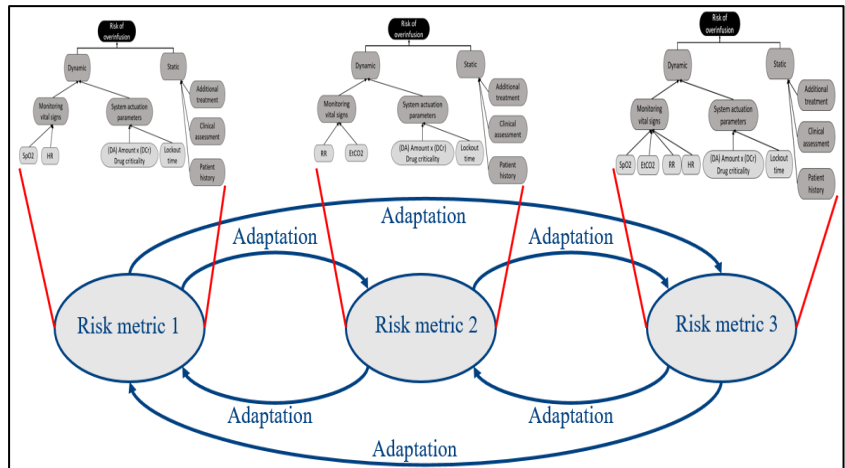 Risk of
overinfusion
Dynamic
Static
Additional
treatment
Monitoring
vital signs
System actuation
parameters
Clinical
assessment
SpO2
HR
(DA) Amount x (DCr)
Drug criticality
Lockout
time
Patient
history
Risk of
overinfusion
Dynamic
Static
Additional
treatment
Monitoring
vital signs
System actuation
parameters
Clinical
assessment
RR
EtCO2
(DA) Amount x (DCr)
Drug criticality
Lockout
time
Patient
history
Risk of
overinfusion
Dynamic
Static
Additional
treatment
Monitoring
vital signs
System actuation
parameters
Clinical
assessment
SpO2
EtCO2
RR
HR
(DA) Amount x (DCr)
Drug criticality
Lockout
time
Patient
history
Adaptation
Adaptation
Adaptation
Risk metric 1
Risk metric 2
Risk metric 3
Adaptation
Adaptation
Adaptation